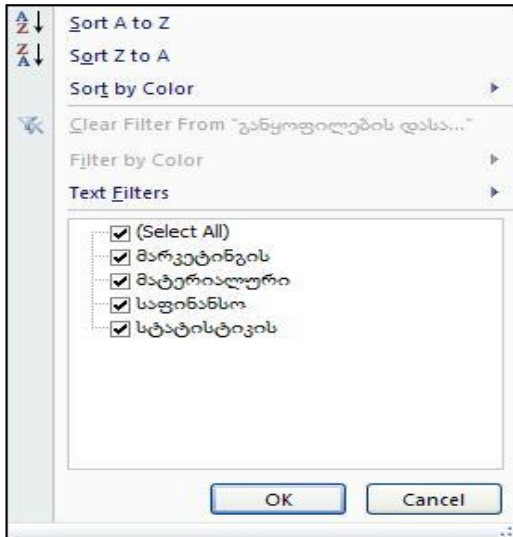 Sort A to Z
Sort Z to A
Sort by Color
Clear Filter From "განყოფილების დასა..."
Filter by Color
Text Filters
(Select All)
მარკეტინგის
მატერიალური
საფინანსო
სტატისტიკის
OK Cancel